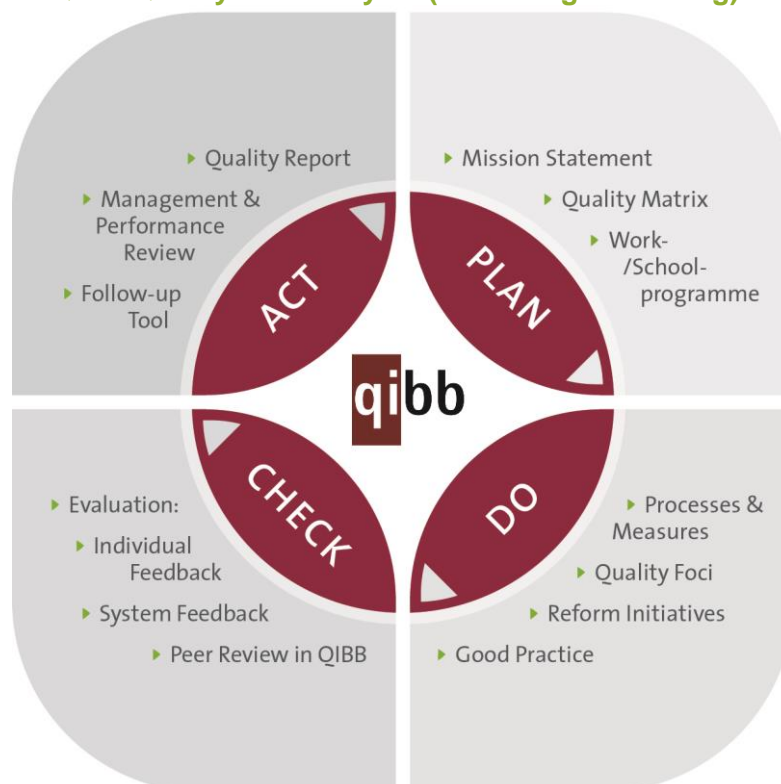 ACT
Quality Report
Management &
Performance
Review
Follow-up
Tool
PLAN
Mission Statement
Quality Matrix
Work-
/School-
programme
qibb
CHECK
Evaluation:
Individual
Feedback
System Feedback
Peer Review in QIBB
DO
Processes &
Measures
Quality Foci
Reform Initiatives
Good Practice